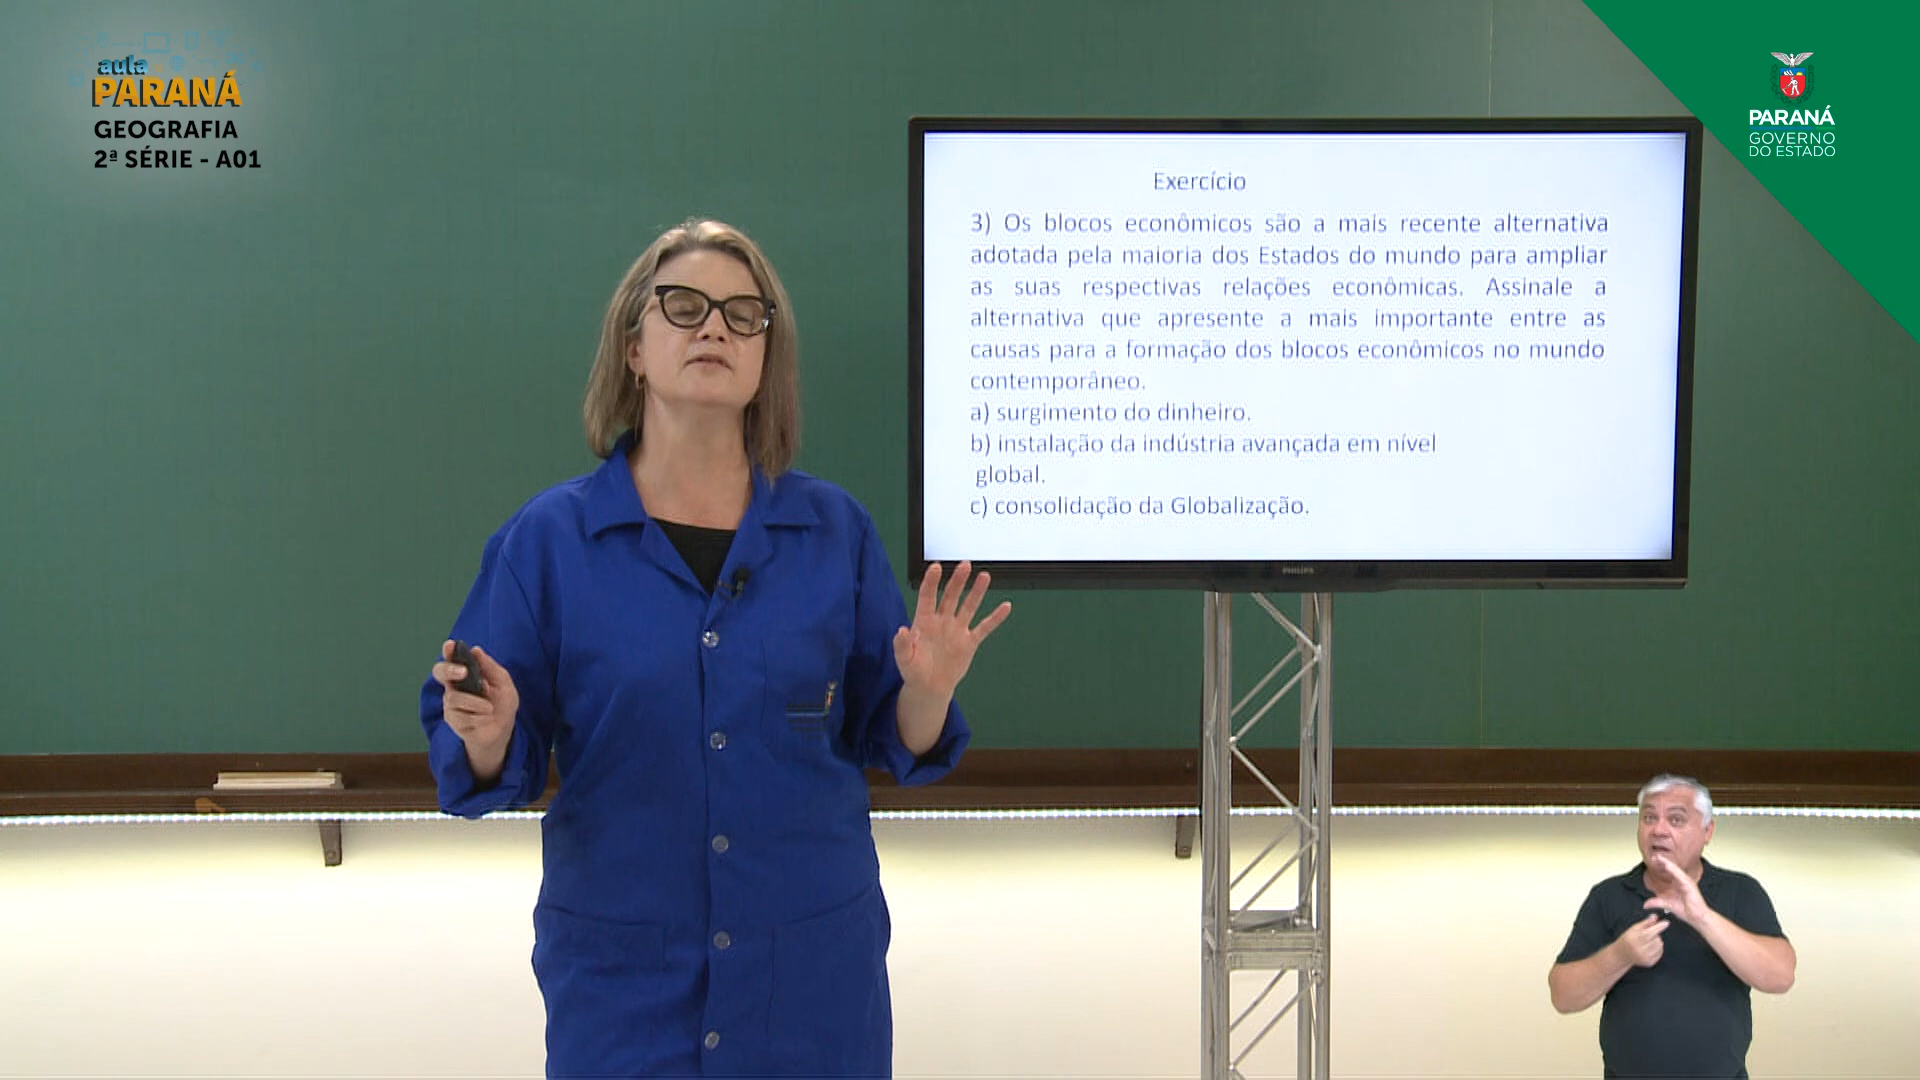 aula
PARANÁ
GEOGRAFIA
2ª SÉRIE - A01
PARANÁ
GOVERNO
DO ESTADO
Exercício
3) Os blocos econômicos são a mais recente alternativa
adotada pela maioria dos Estados do mundo para ampliar
as suas respectivas relações econômicas. Assinale a
alternativa que apresente a mais importante entre as
causas para a formação dos blocos econômicos no mundo
contemporâneo.
a) surgimento do dinheiro.
b) instalação da indústria avançada em nível
global.
c) consolidação da Globalização.
PHILIPS